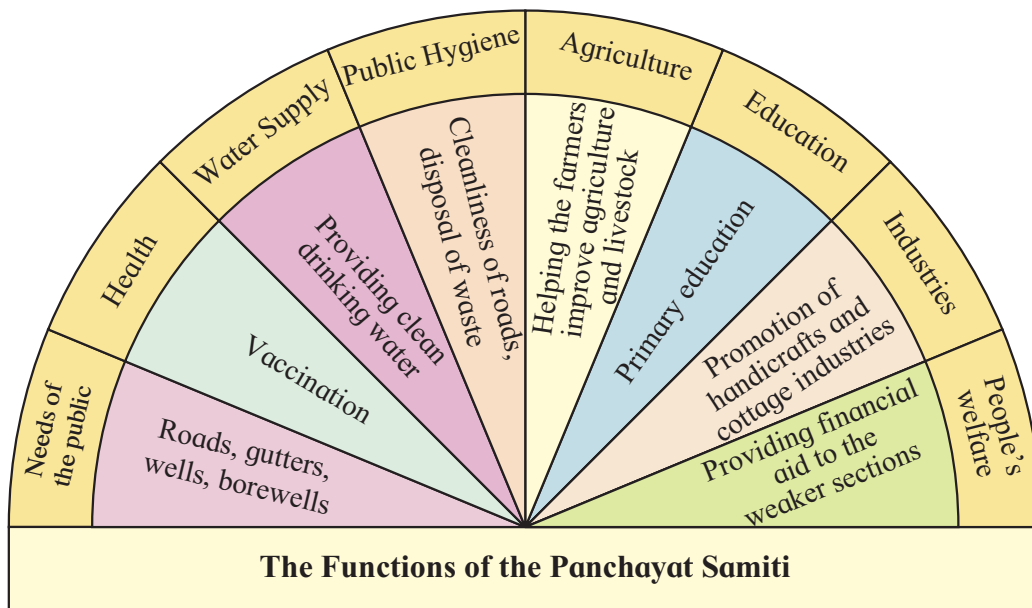 Needs of
the public
Roads, gutters,
wells, borewells
Health
Vaccination
Water Supply
Providing clean
drinking water
Public Hygiene
Cleanliness of roads,
disposal of waste
Agriculture
Helping the farmers
improve agriculture
and livestock
Education
Primary education
Industries
Promotion of
handicrafts and
cottage industries
People's
welfare
Providing financial
aid to the
weaker sections
The Functions of the Panchayat Samiti